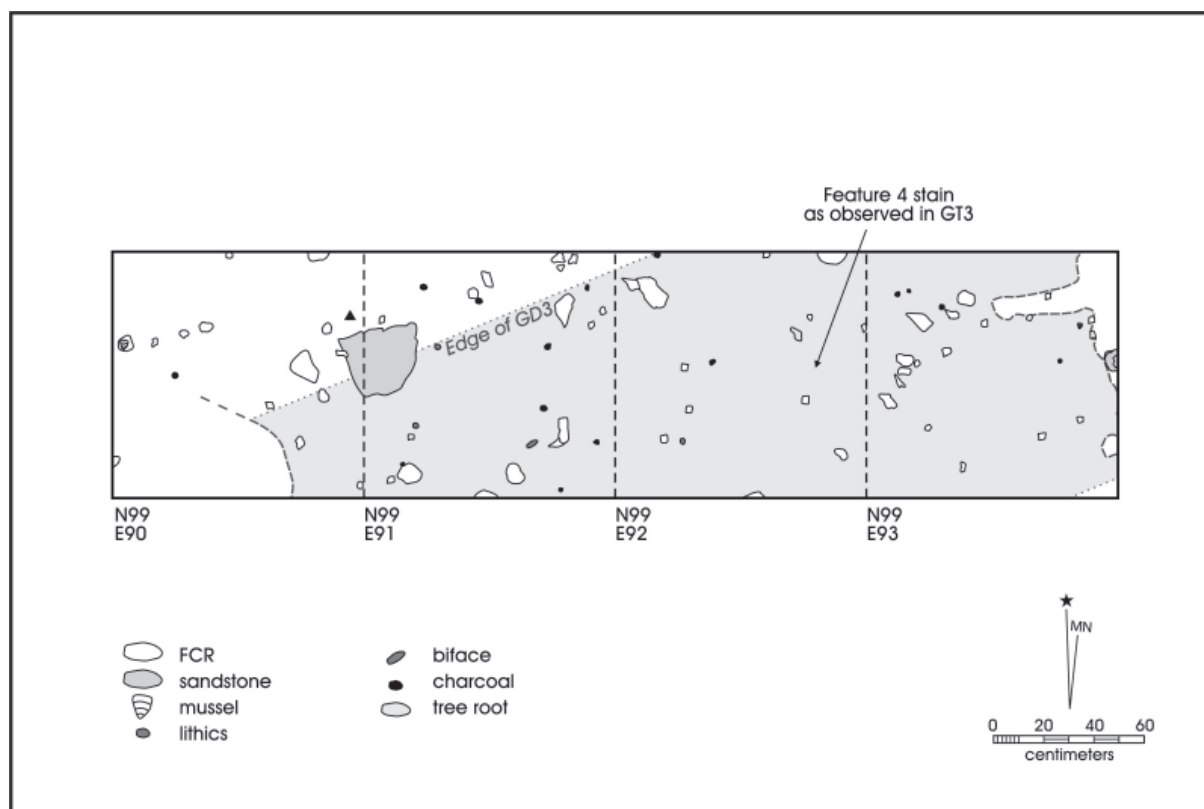 Feature 4 stain
as observed in GT3
Edge of GD3
N99
E90
N99
E91
N99
E92
N99
E93
FCR
sandstone
mussel
lithics
biface
charcoal
tree root
MN
0 20 40 60
centimeters